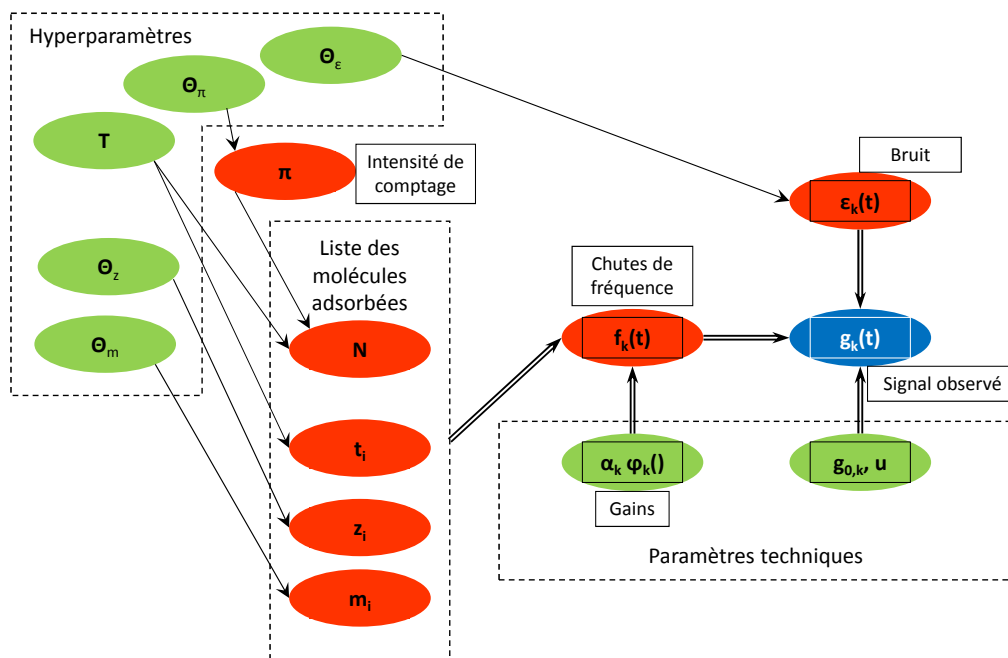 Hyperparamètres
Θε
Θπ
T
π
Intensité de
comptage
Bruit
εk(t)
Liste des
molécules
adsorbées
Θz
Chutes de
fréquence
Θm
N
fk(t)
gk(t)
Signal observé
ti
αk φk()
g0,k, u
Gains
zi
Paramètres techniques
mi